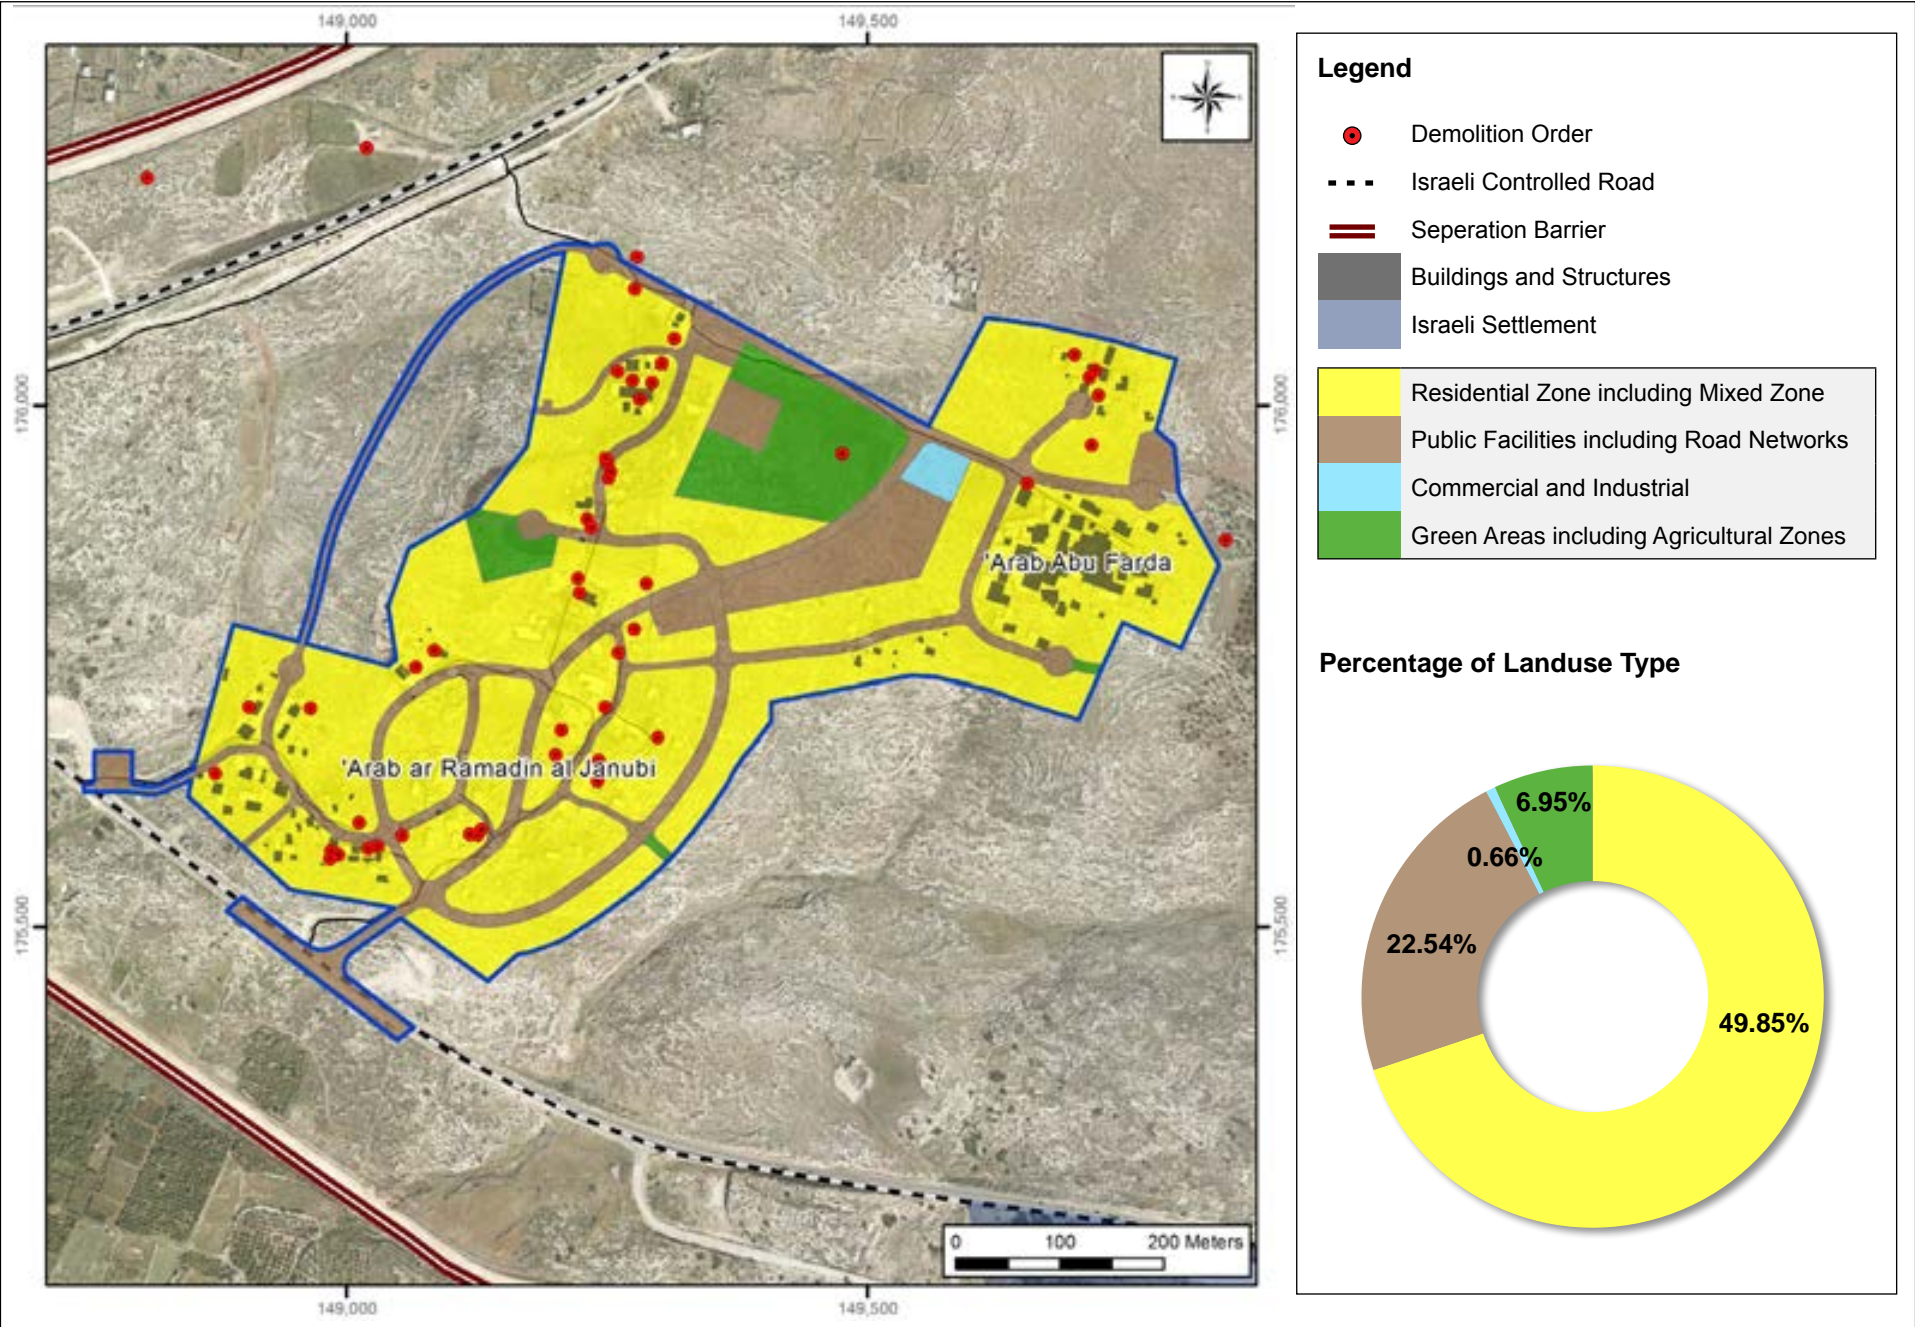 149,000
149,500
176,000
176,000
175,500
175,500
149,000
149,500
'Arab Abu Farda
'Arab ar Ramadin al Janubi
0 100 200 Meters
Legend
Demolition Order
Israeli Controlled Road
Seperation Barrier
Buildings and Structures
Israeli Settlement
Residential Zone including Mixed Zone
Public Facilities including Road Networks
Commercial and Industrial
Green Areas including Agricultural Zones
Percentage of Landuse Type
6.95%
0.66%
22.54%
49.85%